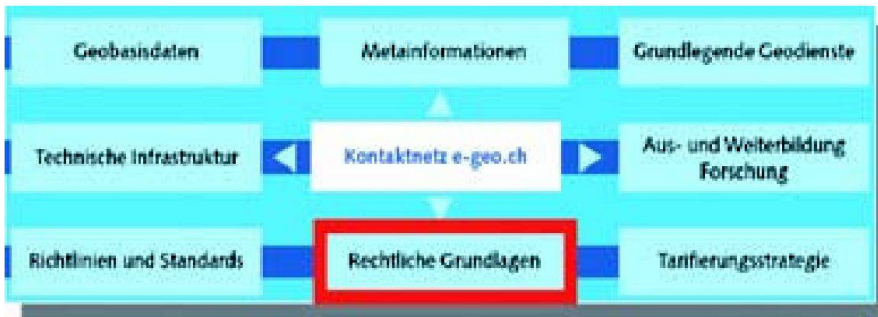 Geobasisdaten
Metainformationen
Grundlegende Geodienste
Technische Infrastruktur
Kontaktnetz e-geo.ch
Aus- und Weiterbildung
Forschung
Richtlinien und Standards
Rechtliche Grundlagen
Tarifierungsstrategie